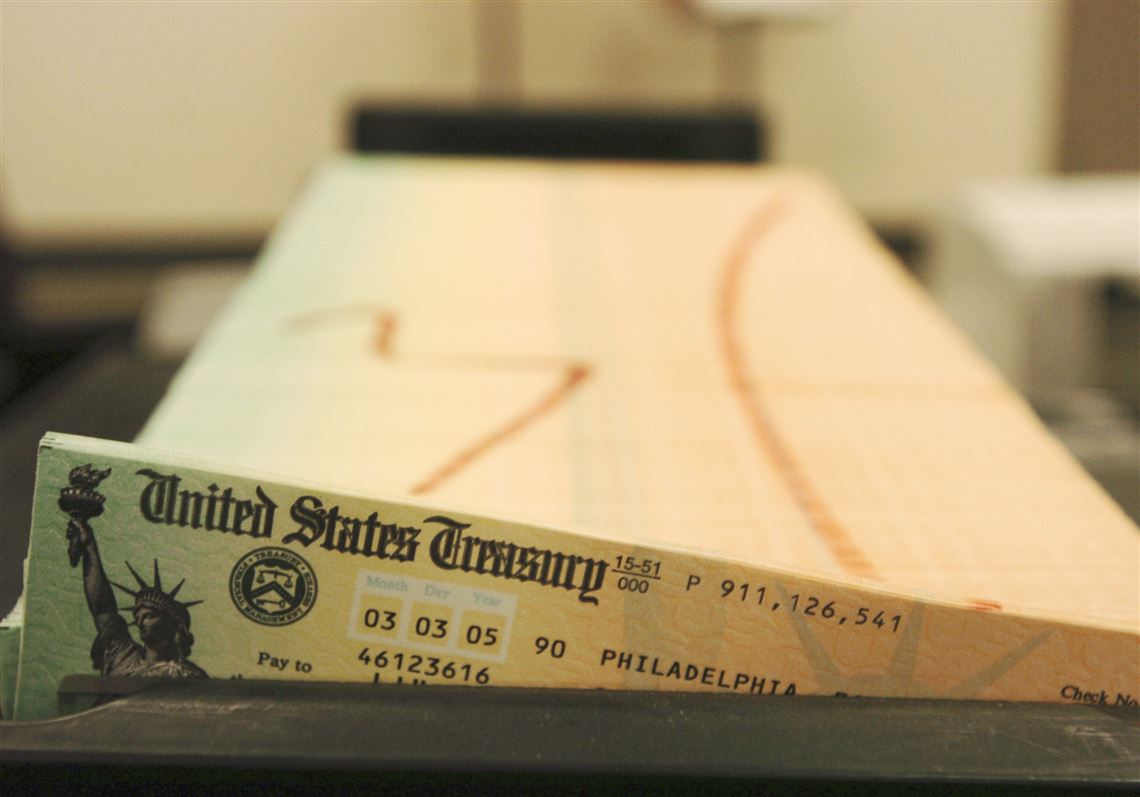 United States Treasury
15-51
000
P 911,126,541
Month Day Year
03 03 05
90
PHILADELPHIA,
Pay to
46123616
Check No